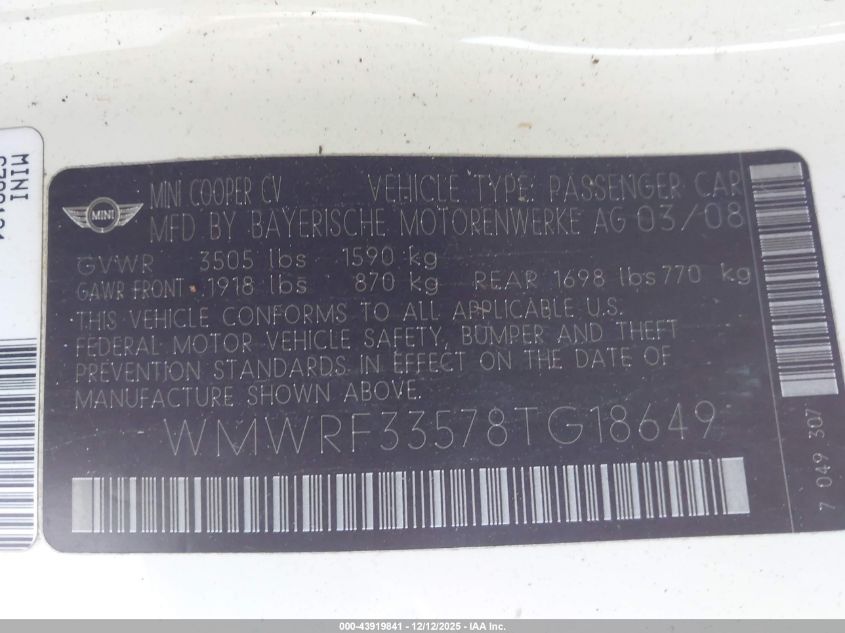 MINI
MINI COOPER CV VEHICLE TYPE: PASSENGER CAR
MFD BY BAYERISCHE MOTORENWERKE AG 03/08
GVWR 3505 lbs 1590 kg
GAWR FRONT 1918 lbs 870 kg REAR 1698 lbs 770 kg
THIS VEHICLE CONFORMS TO ALL APPLICABLE U.S.
FEDERAL MOTOR VEHICLE SAFETY, BUMPER AND THEFT
PREVENTION STANDARDS IN EFFECT ON THE DATE OF
MANUFACTURE SHOWN ABOVE.
WMWRF33578TG18649
7 049 307
MINI
000-43919841 - 12/12/2025 - IAA Inc.